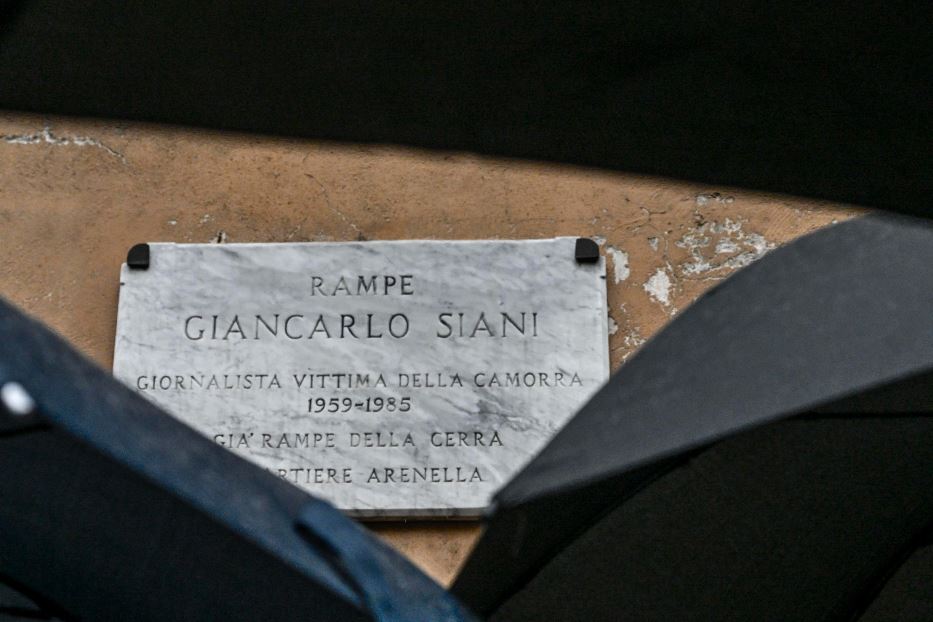 RAMPE
GIANCARLO SIANI
GIORNALISTA VITTIMA DELLA CAMORRA
1959-1985
GIA' RAMPE DELLA CERRA
ARENELLA